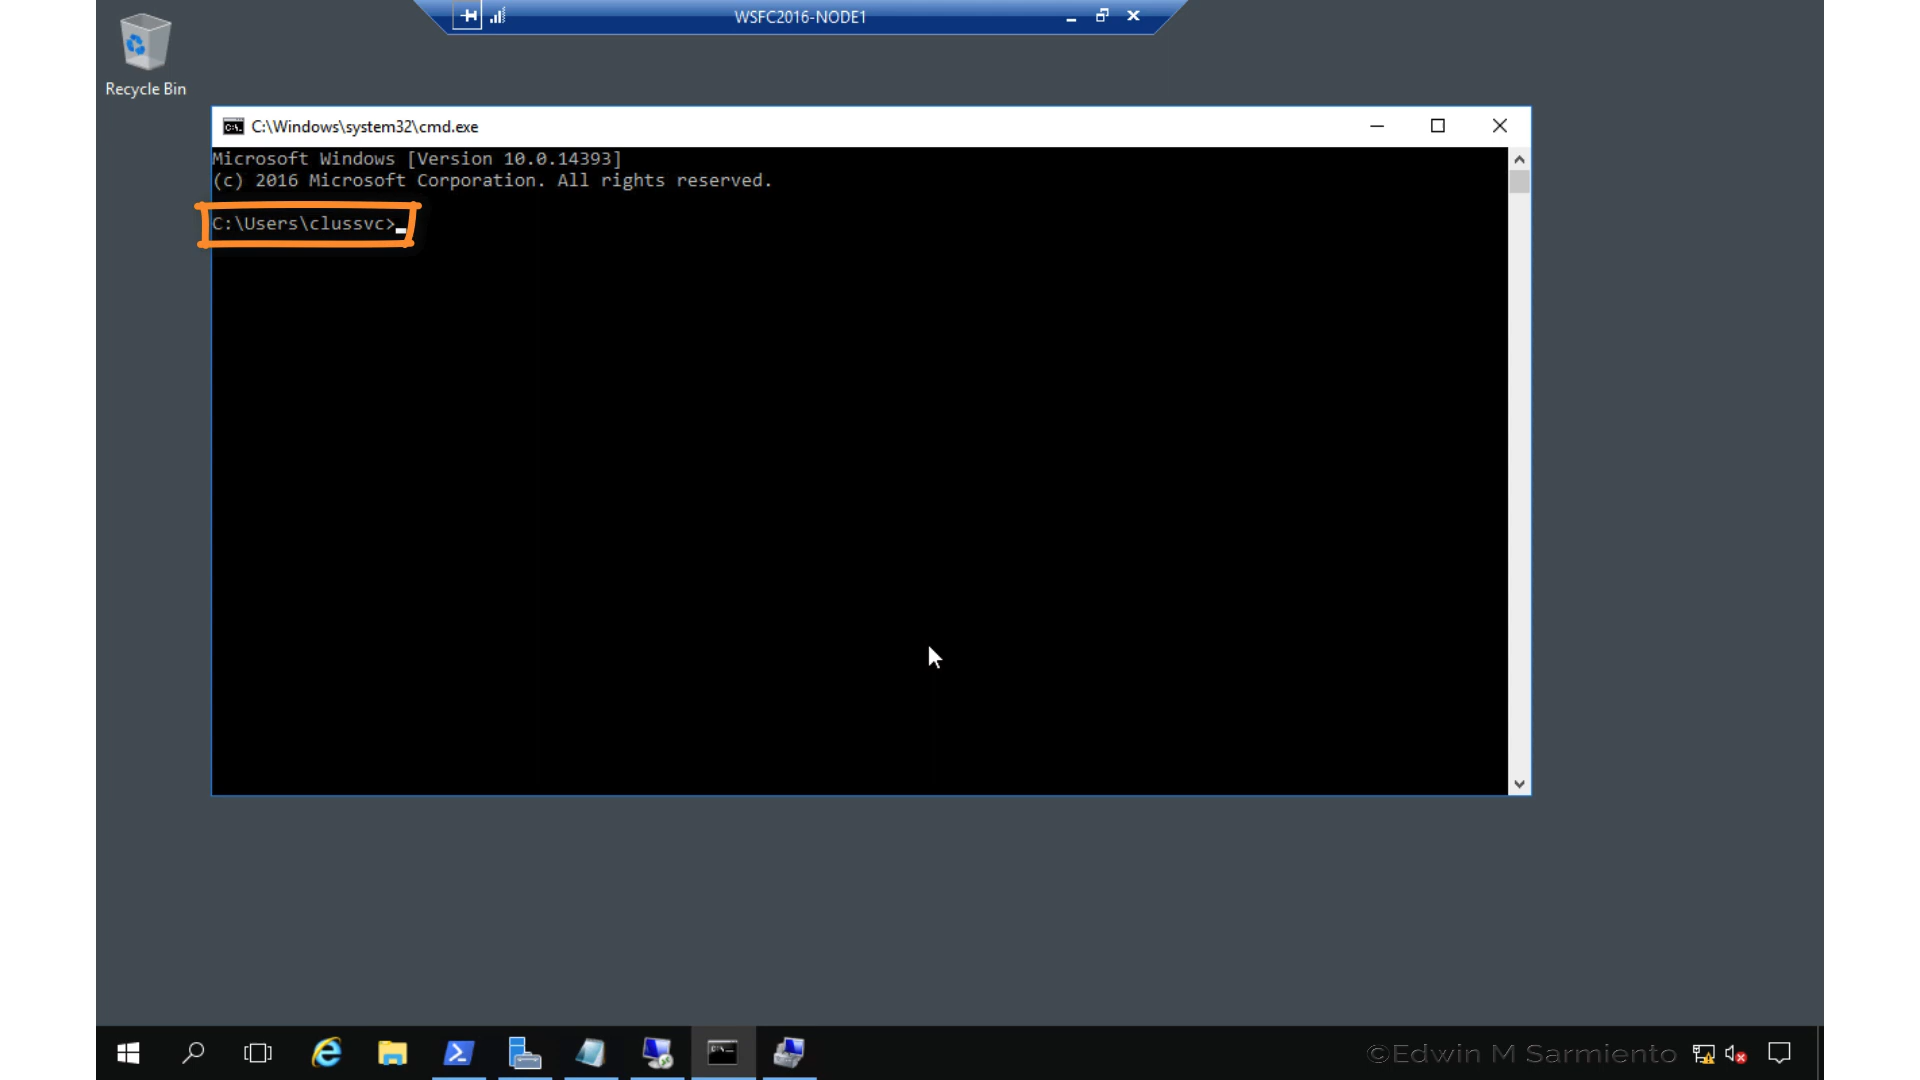 WSFC2016-NODE1
Recycle Bin
C:\Windows\system32\cmd.exe
Microsoft Windows [Version 10.0.14393]
(c) 2016 Microsoft Corporation. All rights reserved.
C:\Users\clussvc>
©Edwin M Sarmiento